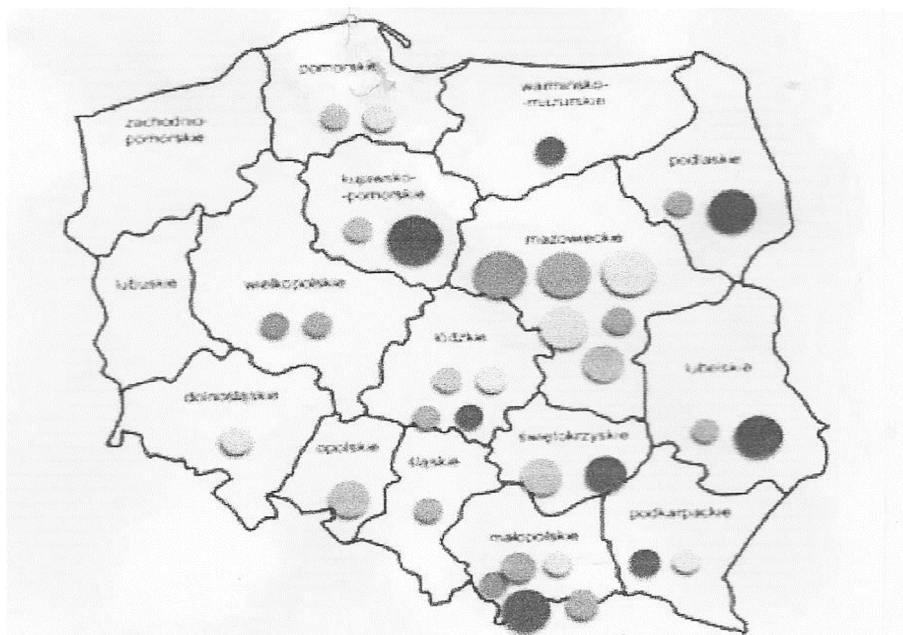 pomorskie
warmińsko-
-mazurskie
zachodnio-
pomorskie
podlaskie
kujawsko-
-pomorskie
mazowieckie
lubuskie
wielkopolskie
łódzkie
lubelskie
dolnośląskie
opolskie
śląskie
świętokrzyskie
podkarpackie
małopolskie